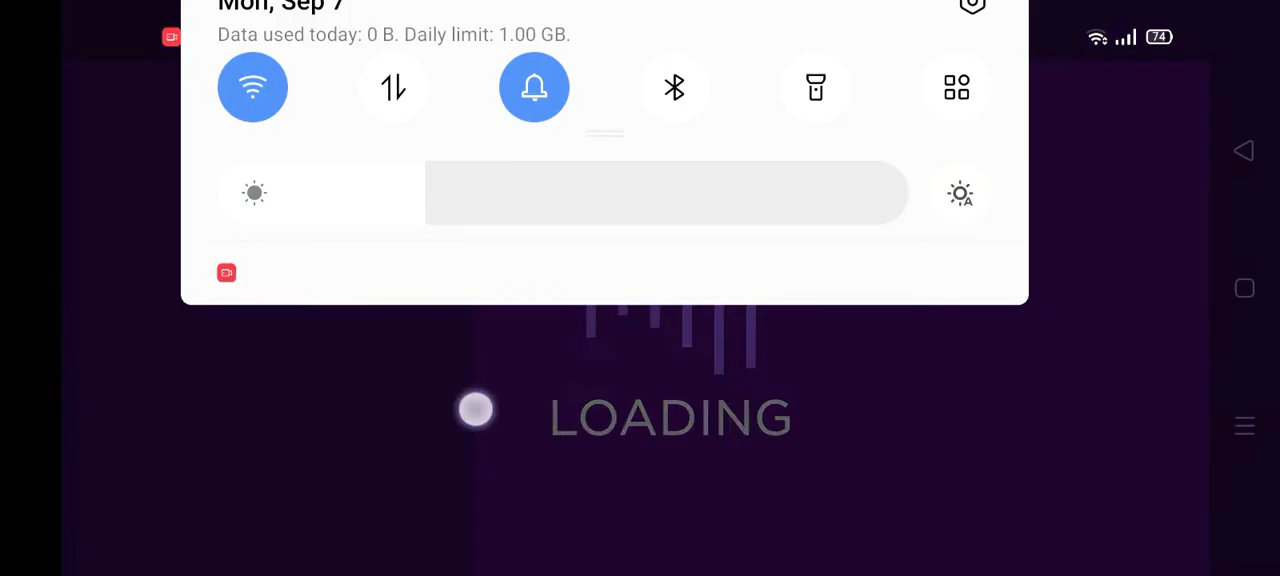 Mon, Sep 7
Data used today: 0 B. Daily limit: 1.00 GB.
74
A
LOADING